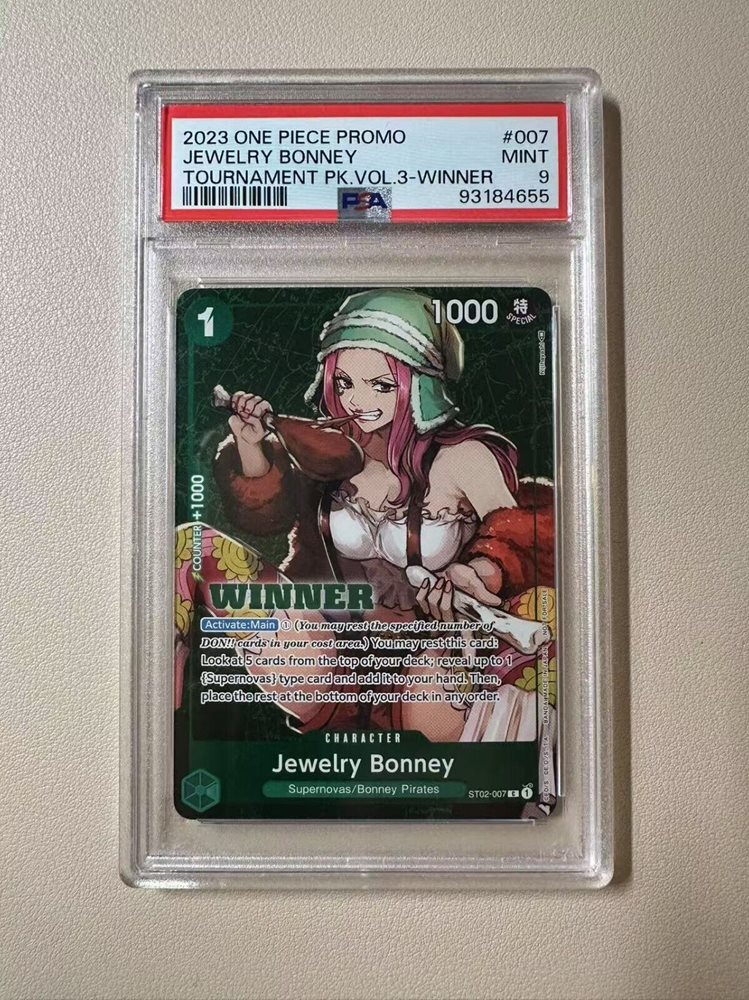 2023 ONE PIECE PROMO #007
JEWELRY BONNEY MINT
TOURNAMENT PK.VOL.3-WINNER 9
PSA 93184655
1 1000 特
SPECIAL
COUNTER +1000
WINNER
Activate:Main ① (You may rest the specified number of
DON!! cards in your cost area.) You may rest this card:
Look at 5 cards from the top of your deck; reveal up to 1
{Supernovas} type card and add it to your hand. Then,
place the rest at the bottom of your deck in any order.
CHARACTER
Jewelry Bonney
Supernovas/Bonney Pirates
ST02-007 C 1